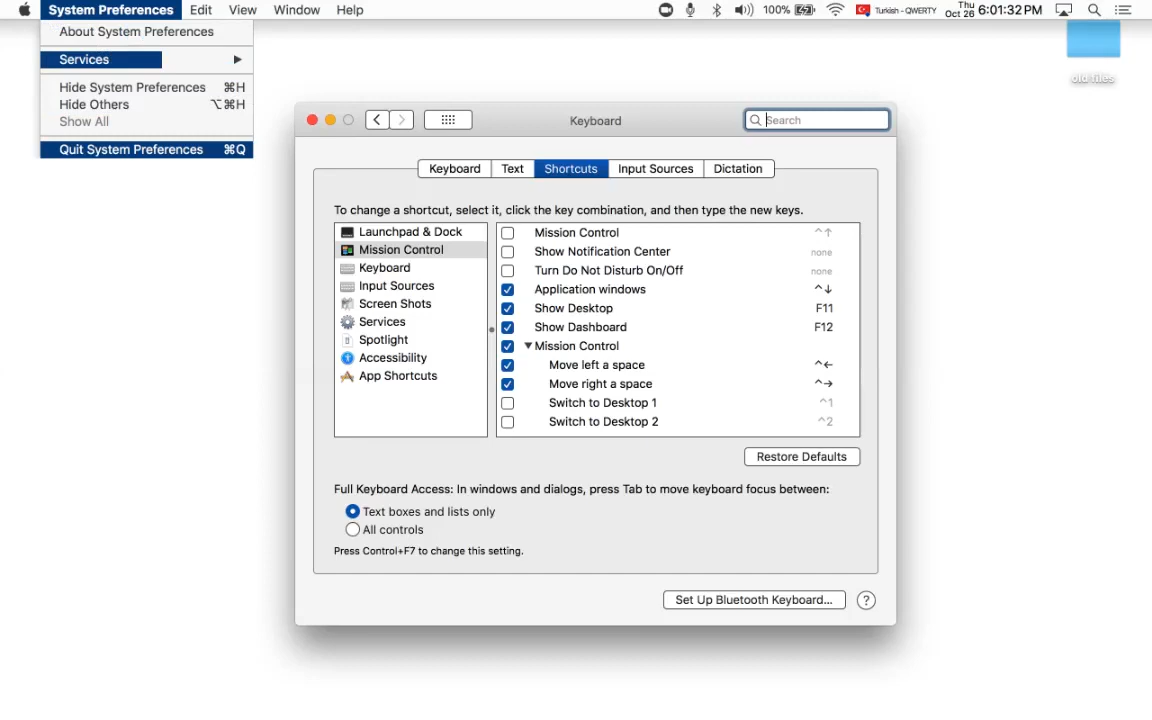 System Preferences Edit View Window Help 100% Turkish - QWERTY Thu Oct 26 6:01:32 PM
About System Preferences
Services
Hide System Preferences ⌘H
Hide Others ⌥⌘H
Show All
Quit System Preferences ⌘Q
old files
Keyboard
Search
Keyboard Text Shortcuts Input Sources Dictation
To change a shortcut, select it, click the key combination, and then type the new keys.
Launchpad & Dock
Mission Control
Keyboard
Input Sources
Screen Shots
Services
Spotlight
Accessibility
App Shortcuts
Mission Control ^↑
Show Notification Center none
Turn Do Not Disturb On/Off none
Application windows ^↓
Show Desktop F11
Show Dashboard F12
Mission Control
Move left a space ^←
Move right a space ^→
Switch to Desktop 1 ^1
Switch to Desktop 2 ^2
Restore Defaults
Full Keyboard Access: In windows and dialogs, press Tab to move keyboard focus between:
Text boxes and lists only
All controls
Press Control+F7 to change this setting.
Set Up Bluetooth Keyboard... ?